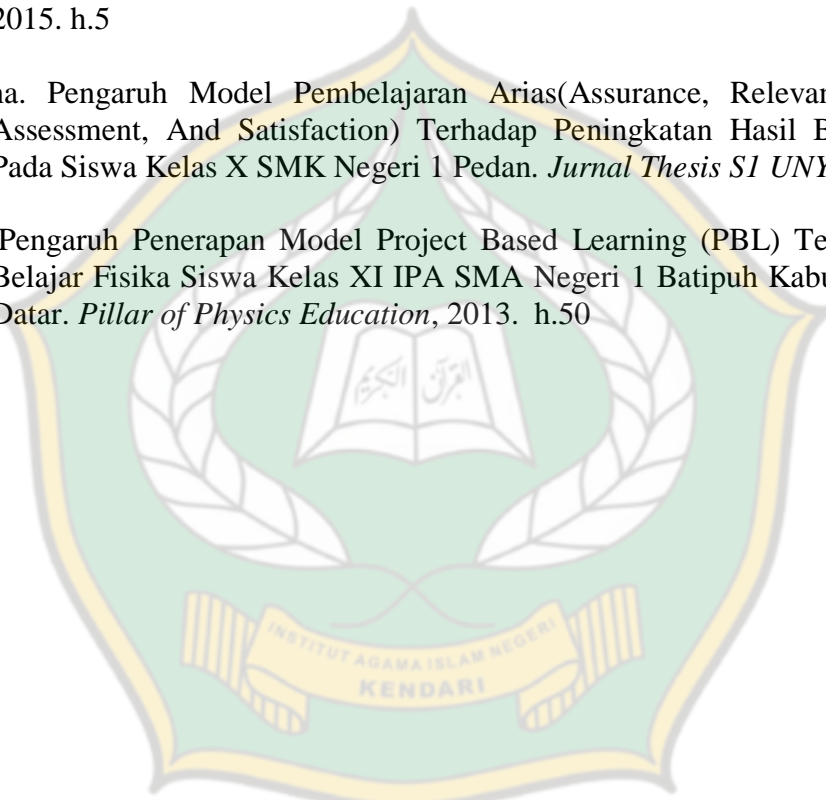 2015. h.5
na. Pengaruh Model Pembelajaran Arias(Assurance, Relevan
Assessment, And Satisfaction) Terhadap Peningkatan Hasil B
Pada Siswa Kelas X SMK Negeri 1 Pedan. Jurnal Thesis S1 UNY
Pengaruh Penerapan Model Project Based Learning (PBL) Te
Belajar Fisika Siswa Kelas XI IPA SMA Negeri 1 Batipuh Kabu
Datar. Pillar of Physics Education, 2013. h.50
القرآن الكريم
INSTITUT AGAMA ISLAM NEGERI
KENDARI